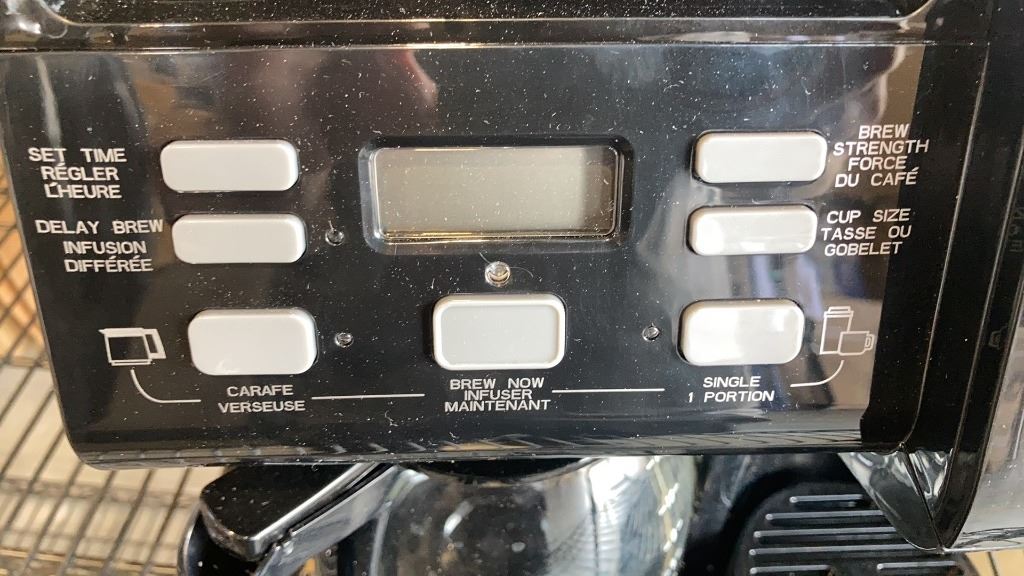 SET TIME
RÉGLER
L'HEURE
DELAY BREW
INFUSION
DIFFÉRÉE
BREW
STRENGTH
FORCE
DU CAFÉ
CUP SIZE
TASSE OU
GOBELET
CARAFE
VERSEUSE
BREW NOW
INFUSER
MAINTENANT
SINGLE
1 PORTION